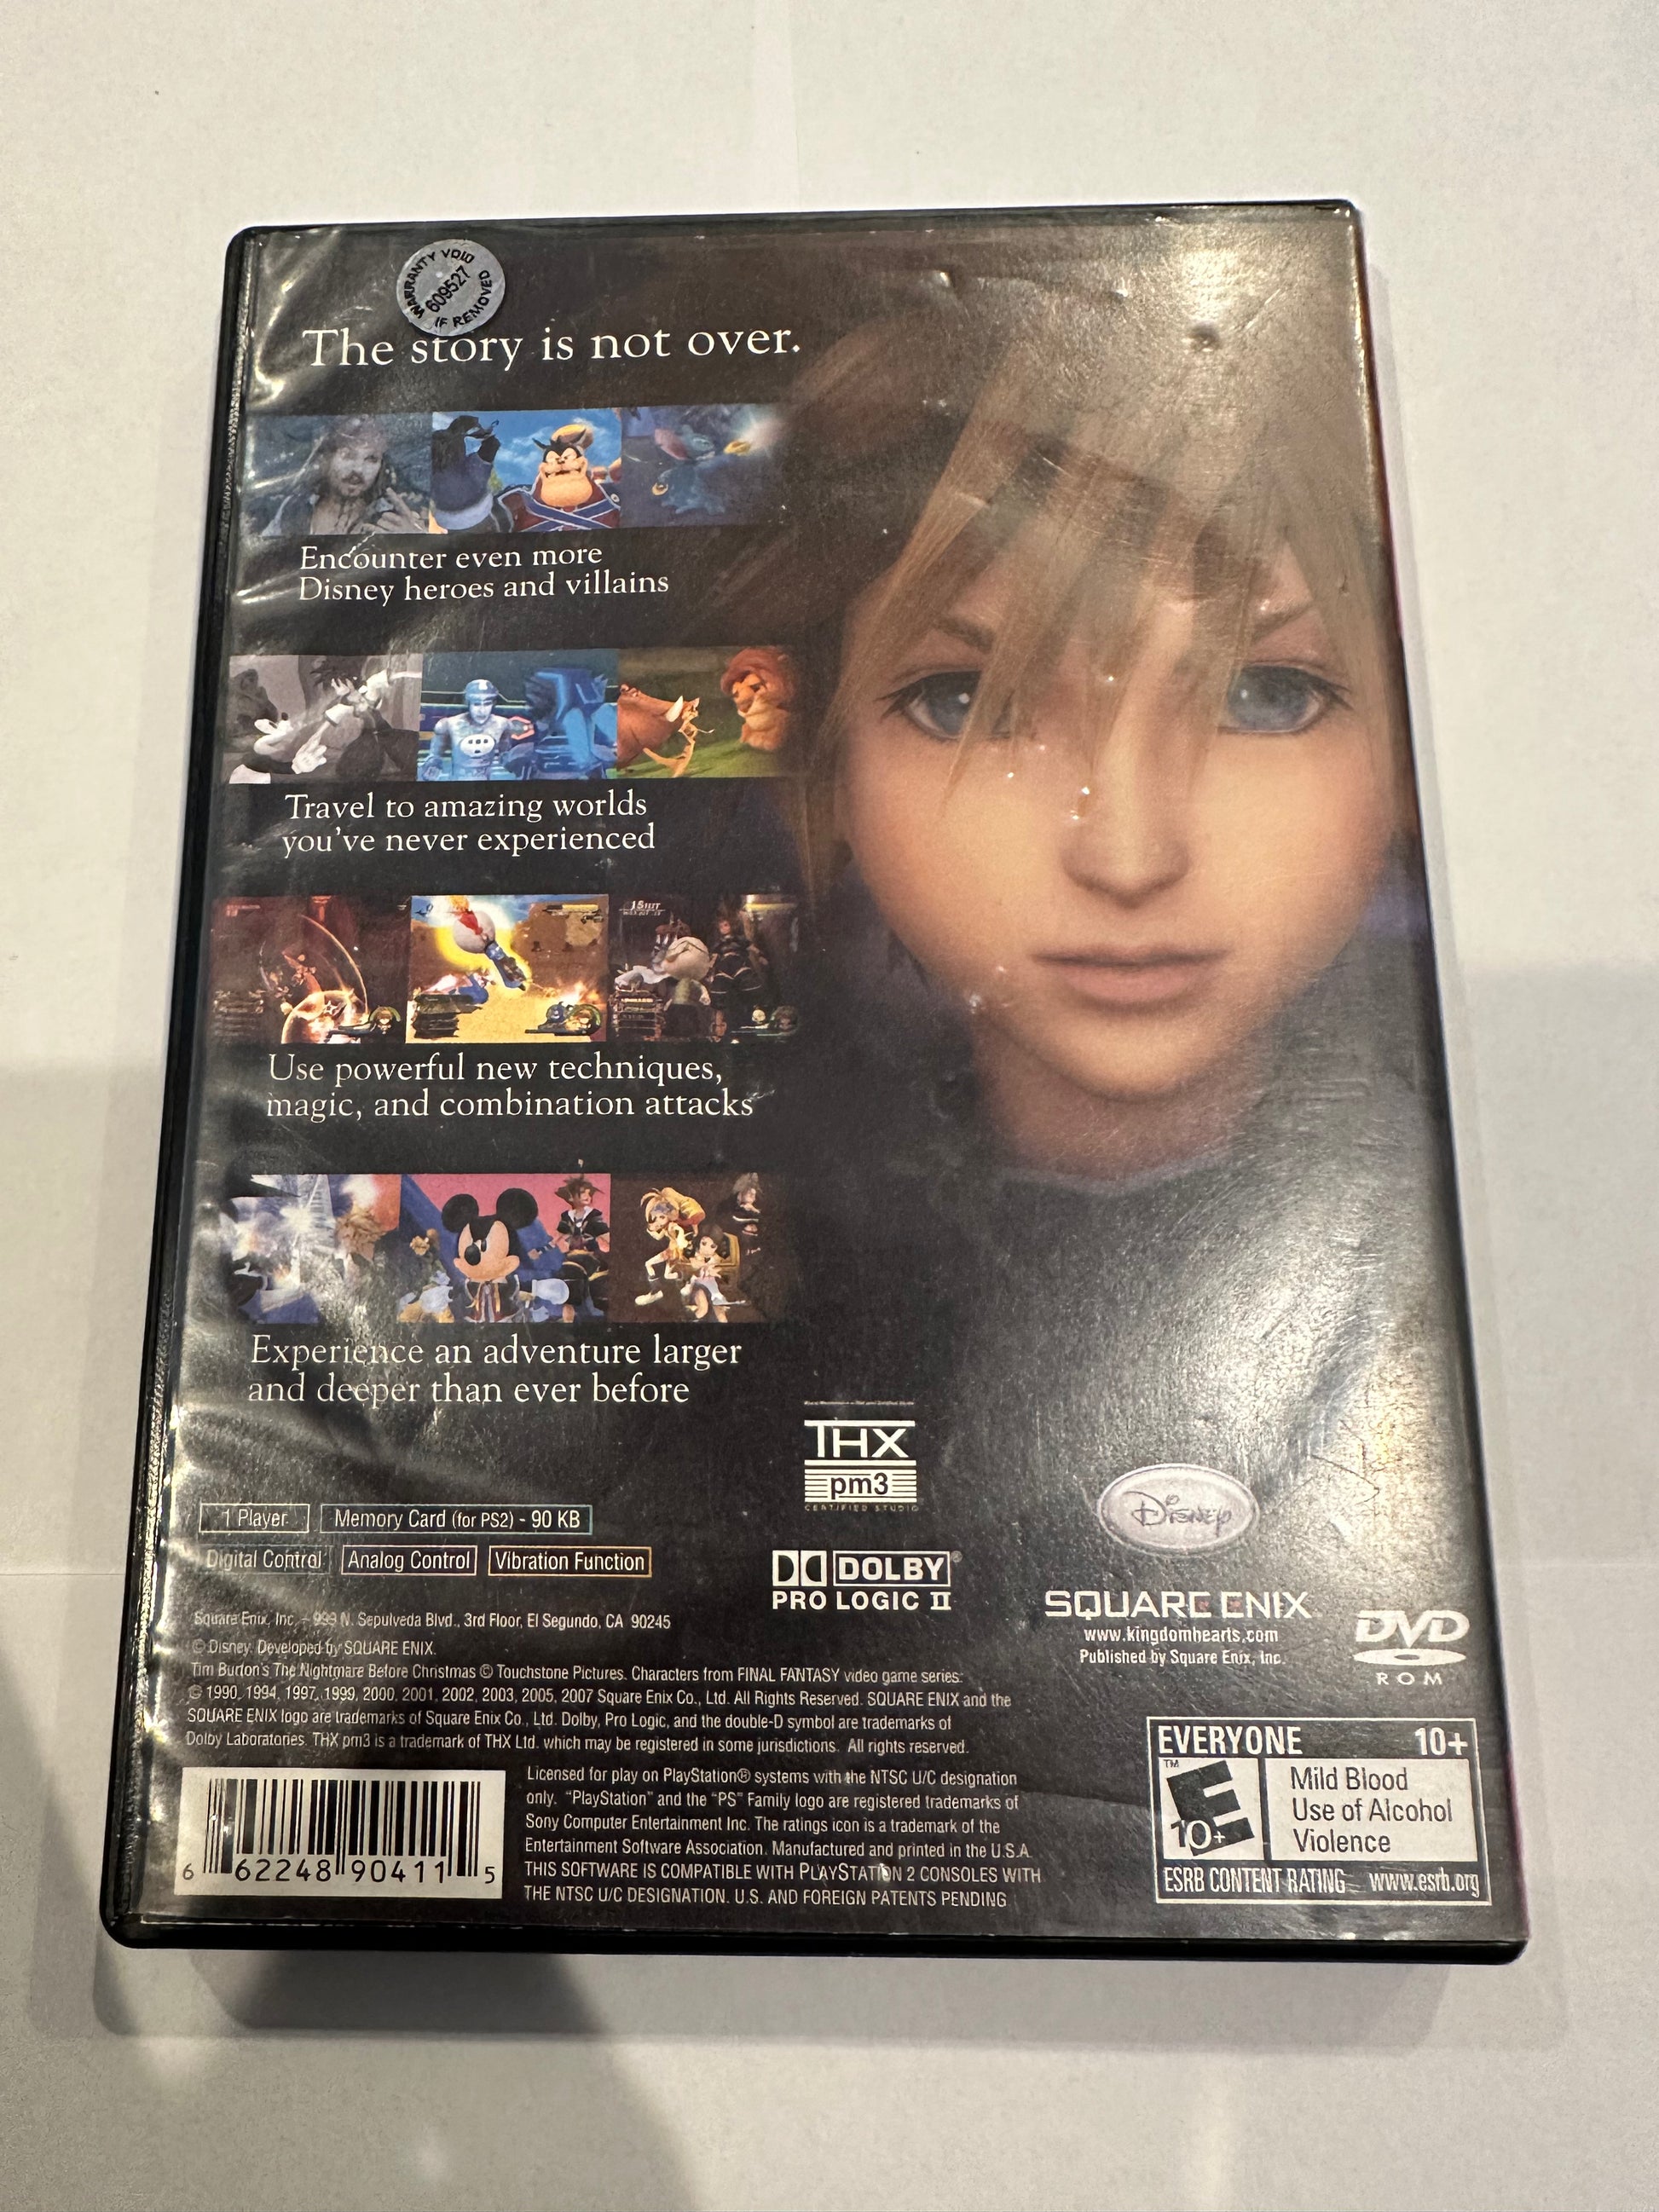 WARRANTY VOID
609527
IF REMOVED
The story is not over.
Encounter even more
Disney heroes and villains
Travel to amazing worlds
you've never experienced
15 HIT
Use powerful new techniques,
magic, and combination attacks
Experience an adventure larger
and deeper than ever before
THX
pm3
CERTIFIED STUDIO
1 Player
Memory Card (for PS2) - 90 KB
Digital Control
Analog Control
Vibration Function
DOLBY®
PRO LOGIC II
Disney
SQUARE ENIX
www.kingdomhearts.com
Published by Square Enix, Inc.
DVD
ROM
Square Enix, Inc. - 999 N. Sepulveda Blvd., 3rd Floor, El Segundo, CA 90245
© Disney. Developed by SQUARE ENIX.
Tim Burton's The Nightmare Before Christmas © Touchstone Pictures. Characters from FINAL FANTASY video game series:
© 1990, 1994, 1997, 1999, 2000, 2001, 2002, 2003, 2005, 2007 Square Enix Co., Ltd. All Rights Reserved. SQUARE ENIX and the
SQUARE ENIX logo are trademarks of Square Enix Co., Ltd. Dolby, Pro Logic, and the double-D symbol are trademarks of
Dolby Laboratories. THX pm3 is a trademark of THX Ltd. which may be registered in some jurisdictions. All rights reserved.
6 62248 90411 5
Licensed for play on PlayStation® systems with the NTSC U/C designation
only. "PlayStation" and the "PS" Family logo are registered trademarks of
Sony Computer Entertainment Inc. The ratings icon is a trademark of the
Entertainment Software Association. Manufactured and printed in the U.S.A.
THIS SOFTWARE IS COMPATIBLE WITH PLAYSTATION 2 CONSOLES WITH
THE NTSC U/C DESIGNATION. U.S. AND FOREIGN PATENTS PENDING
EVERYONE 10+
TM
E
10+
Mild Blood
Use of Alcohol
Violence
ESRB CONTENT RATING www.esrb.org